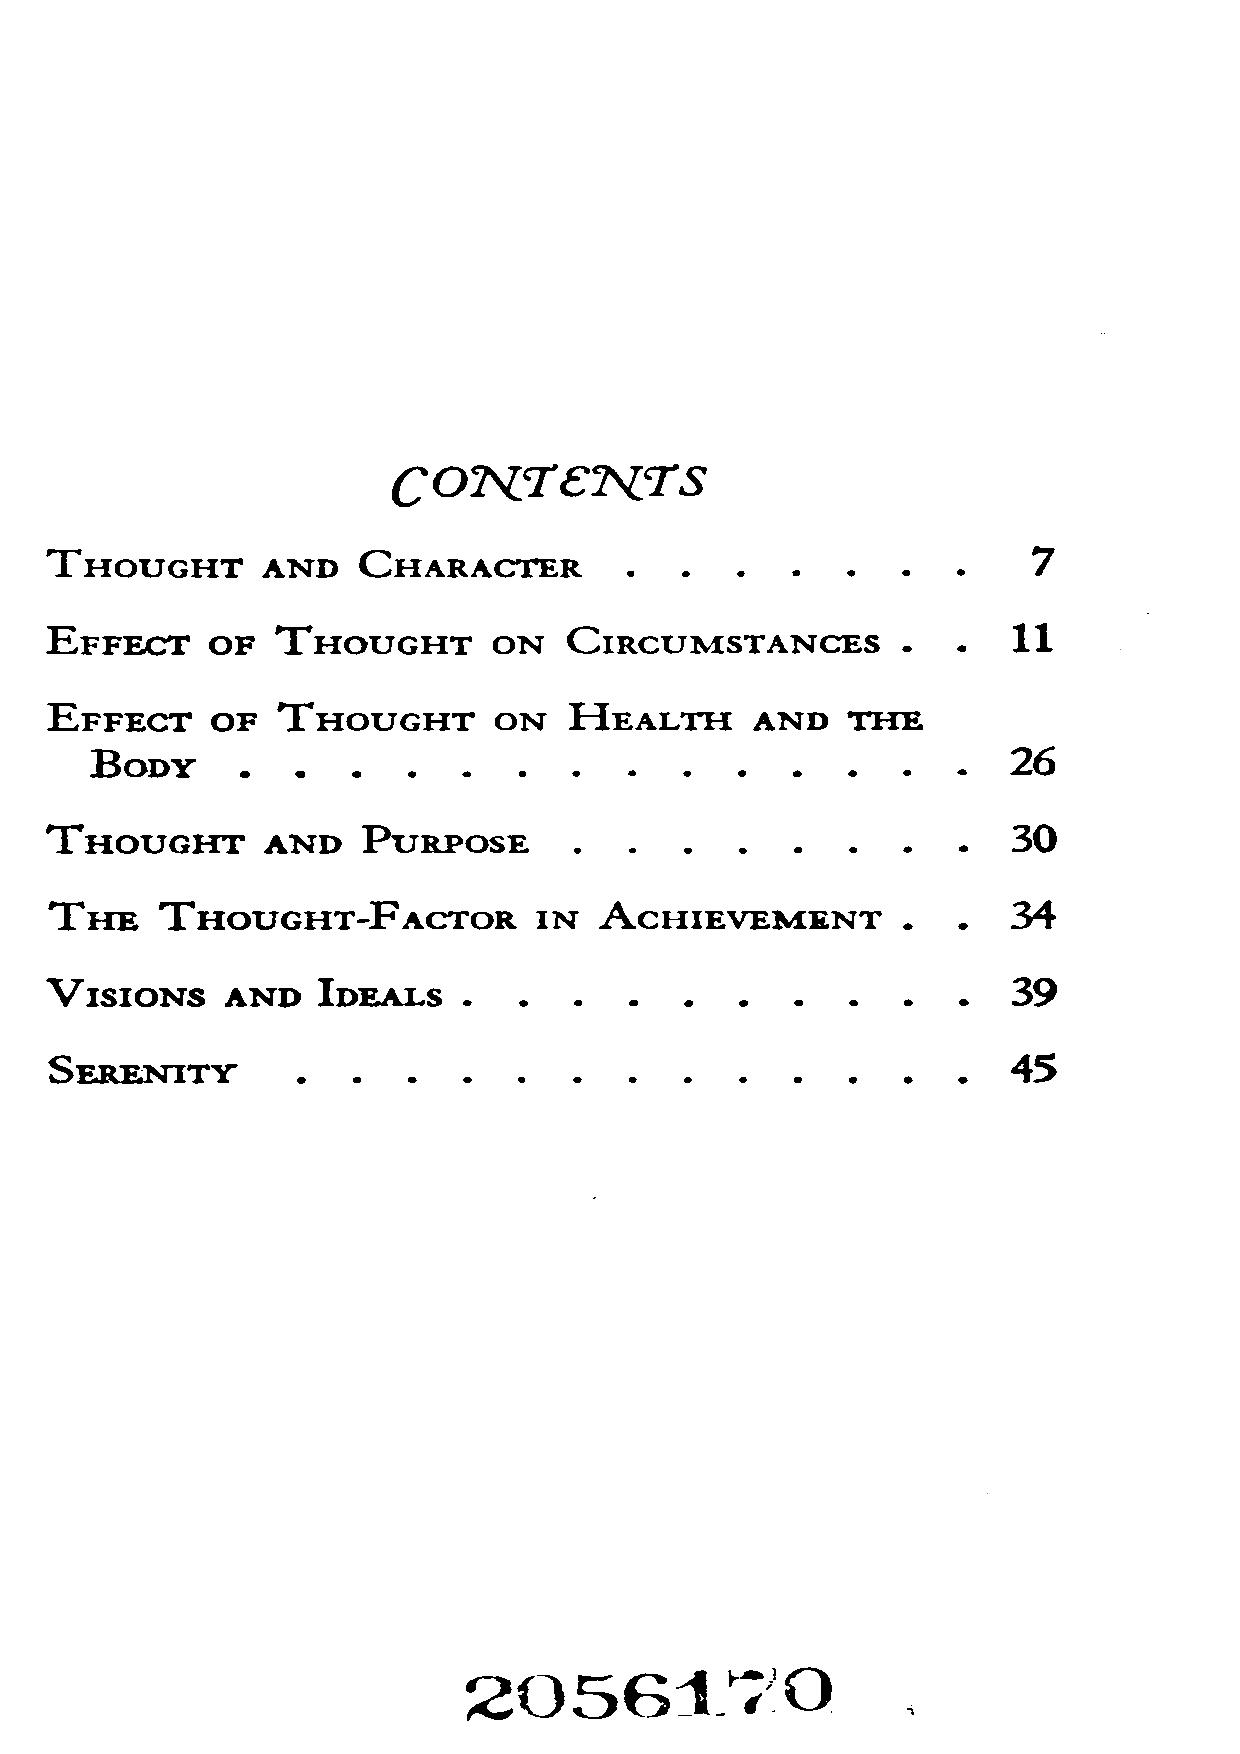 CONTENTS
THOUGHT AND CHARACTER . . . . . . . 7
EFFECT OF THOUGHT ON CIRCUMSTANCES . . 11
EFFECT OF THOUGHT ON HEALTH AND THE
BODY . . . . . . . . . . . . . . 26
THOUGHT AND PURPOSE . . . . . . . . 30
THE THOUGHT-FACTOR IN ACHIEVEMENT . . 34
VISIONS AND IDEALS . . . . . . . . . . 39
SERENITY . . . . . . . . . . . . . 45
2056170